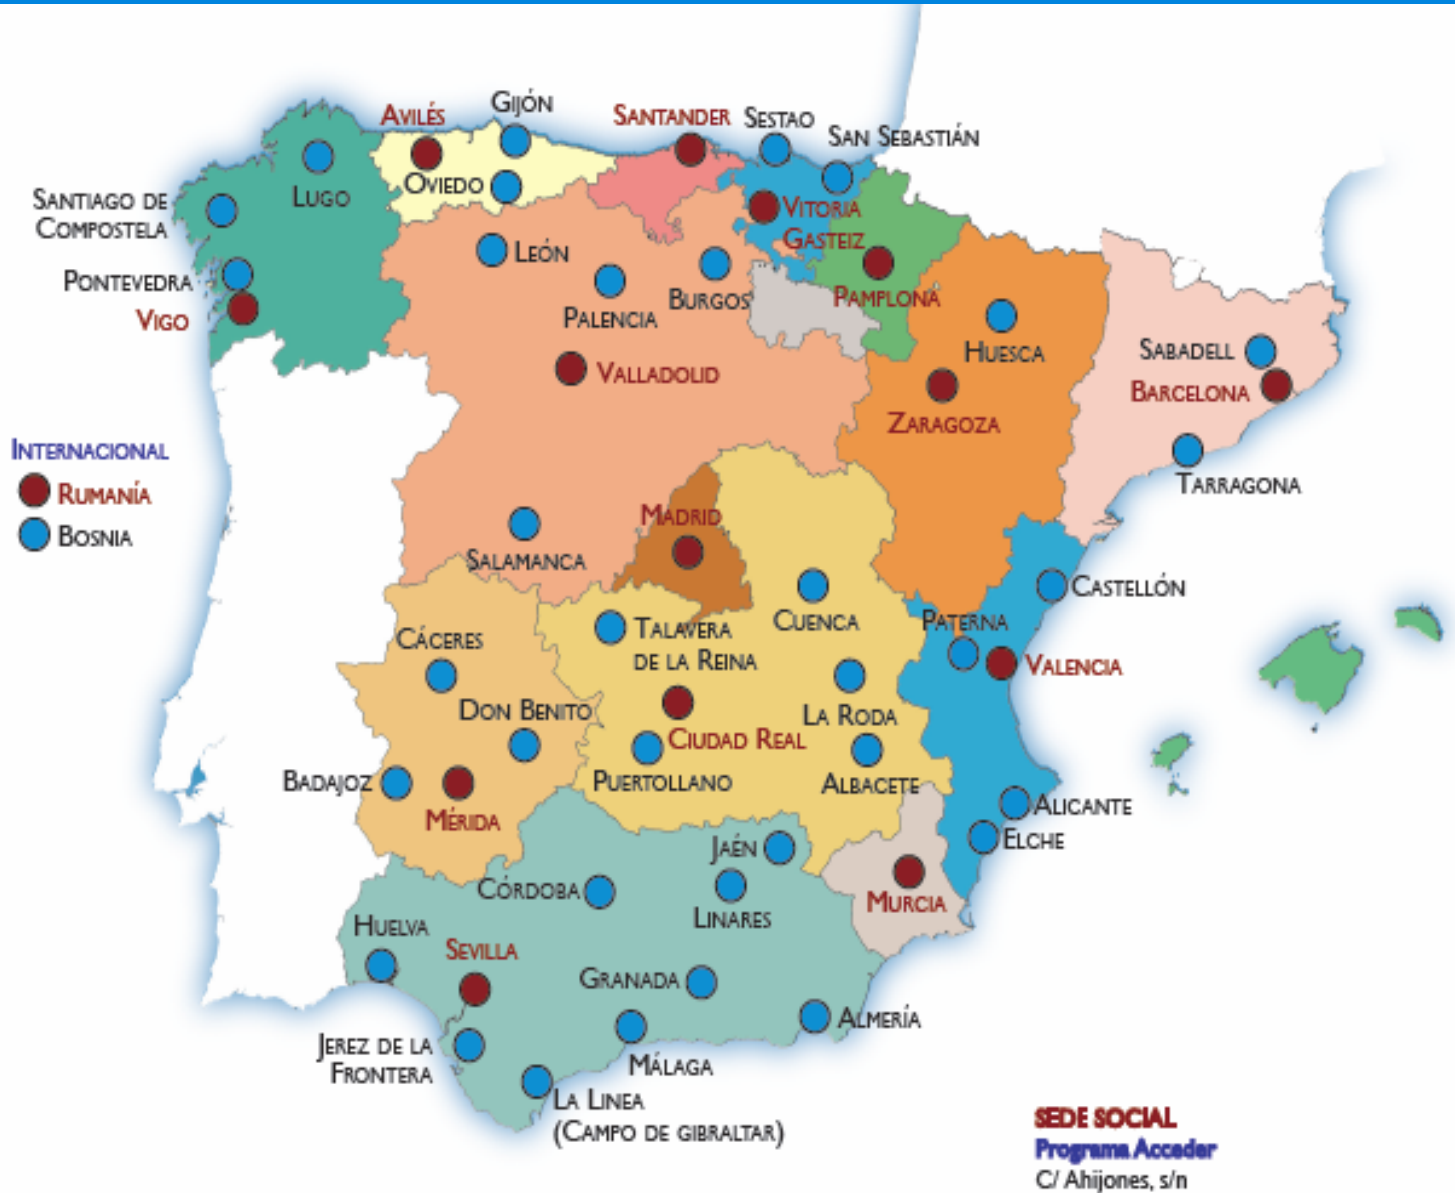 Gijón
Avilés
Santander
Sestao
San Sebastián
Oviedo
Lugo
Santiago de
Compostela
Vitoria
Gasteiz
León
Pontevedra
Palencia
Burgos
Pamplona
Vigo
Huesca
Sabadell
Valladolid
Barcelona
Zaragoza
Internacional
Rumanía
Bosnia
Tarragona
Madrid
Salamanca
Castellón
Cuenca
Paterna
Talavera
de la Reina
Cáceres
Valencia
Don Benito
La Roda
Ciudad Real
Badajoz
Puertollano
Albacete
Alicante
Mérida
Elche
Jaén
Córdoba
Linares
Murcia
Huelva
Sevilla
Granada
Almería
Jerez de la
Frontera
Málaga
La Linea
(Campo de Gibraltar)
SEDE SOCIAL
Programa Acceder
C/ Ahijones, s/n